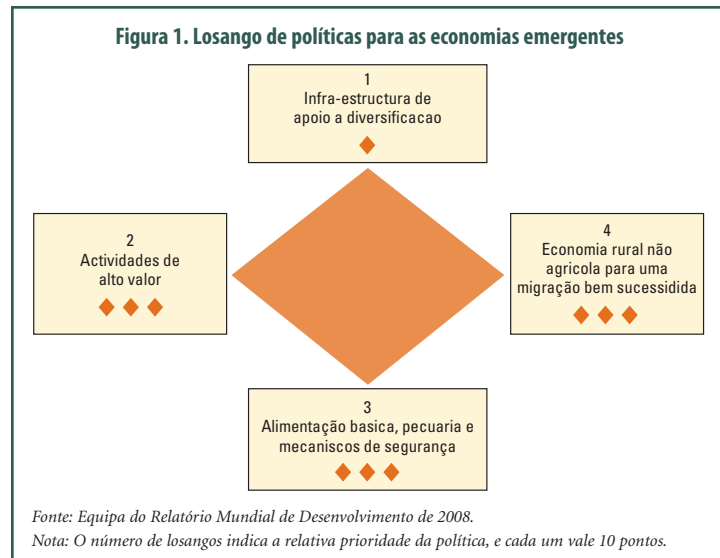 Figura 1. Losango de políticas para as economias emergentes
1
Infra-estructura de
apoio a diversificacao
2
Actividades de
alto valor
4
Economia rural não
agricola para uma
migração bem sucessidida
3
Alimentação basica, pecuaria e
mecaniscos de segurança
Fonte: Equipa do Relatório Mundial de Desenvolvimento de 2008.
Nota: O número de losangos indica a relativa prioridade da política, e cada um vale 10 pontos.